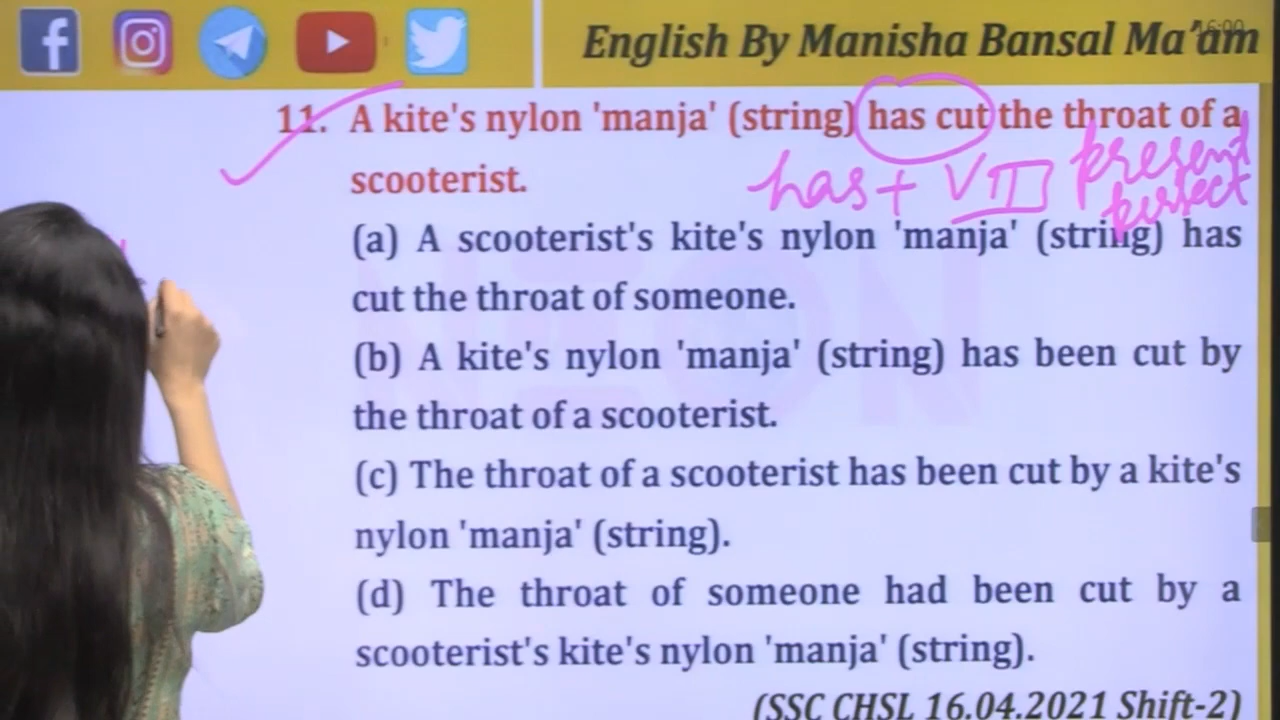 English By Manisha Bansal Ma'am
16:00
11. A kite's nylon 'manja' (string) has cut the throat of a
scooterist.
has + VIII present
perfect
(a) A scooterist's kite's nylon 'manja' (string) has
cut the throat of someone.
(b) A kite's nylon 'manja' (string) has been cut by
the throat of a scooterist.
(c) The throat of a scooterist has been cut by a kite's
nylon 'manja' (string).
(d) The throat of someone had been cut by a
scooterist's kite's nylon 'manja' (string).
(SSC CHSL 16.04.2021 Shift-2)